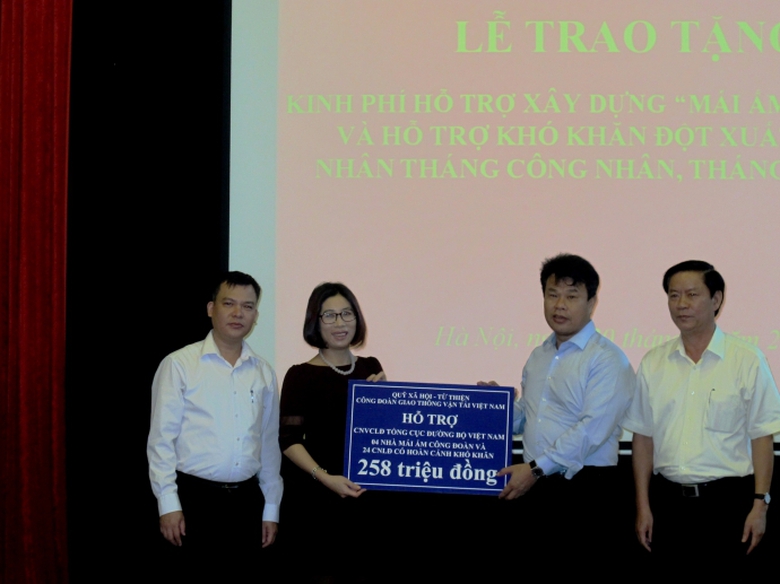 LỄ TRAO TẶNG
KINH PHÍ HỖ TRỢ XÂY DỰNG “MÁI ẤM
VÀ HỖ TRỢ KHÓ KHĂN ĐỘT XUẤ
NHÂN THÁNG CÔNG NHÂN, THÁNG
Hà Nội,
QUỸ XÃ HỘI - TỪ THIỆN
CÔNG ĐOÀN GIAO THÔNG VẬN TẢI VIỆT NAM
HỖ TRỢ
CNVCLĐ TỔNG CỤC ĐƯỜNG BỘ VIỆT NAM
04 NHÀ MÁI ẤM CÔNG ĐOÀN VÀ
24 CNLĐ CÓ HOÀN CẢNH KHÓ KHĂN
258 triệu đồng